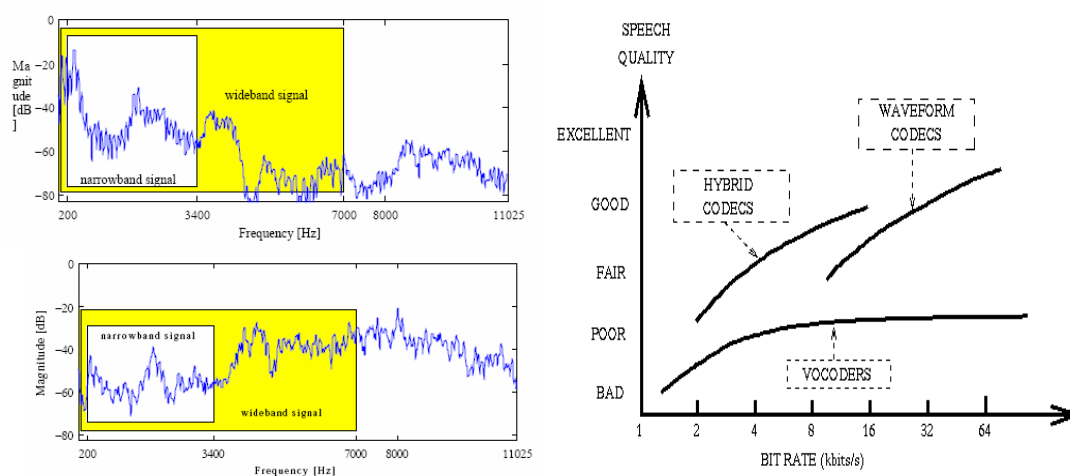 0
−20
−40
−60
−80
Ma
gnit
ude
[dB
]
wideband signal
narrowband signal
200
3400
7000
8000
11025
Frequency [Hz]
0
−20
−40
−60
−80
Magnitude [dB]
narrowband signal
wideband signal
200
3400
7000
8000
11025
Frequency [Hz]
SPEECH
QUALITY
EXCELLENT
GOOD
FAIR
POOR
BAD
WAVEFORM
CODECS
HYBRID
CODECS
VOCODERS
1
2
4
8
16
32
64
BIT RATE (kbits/s)